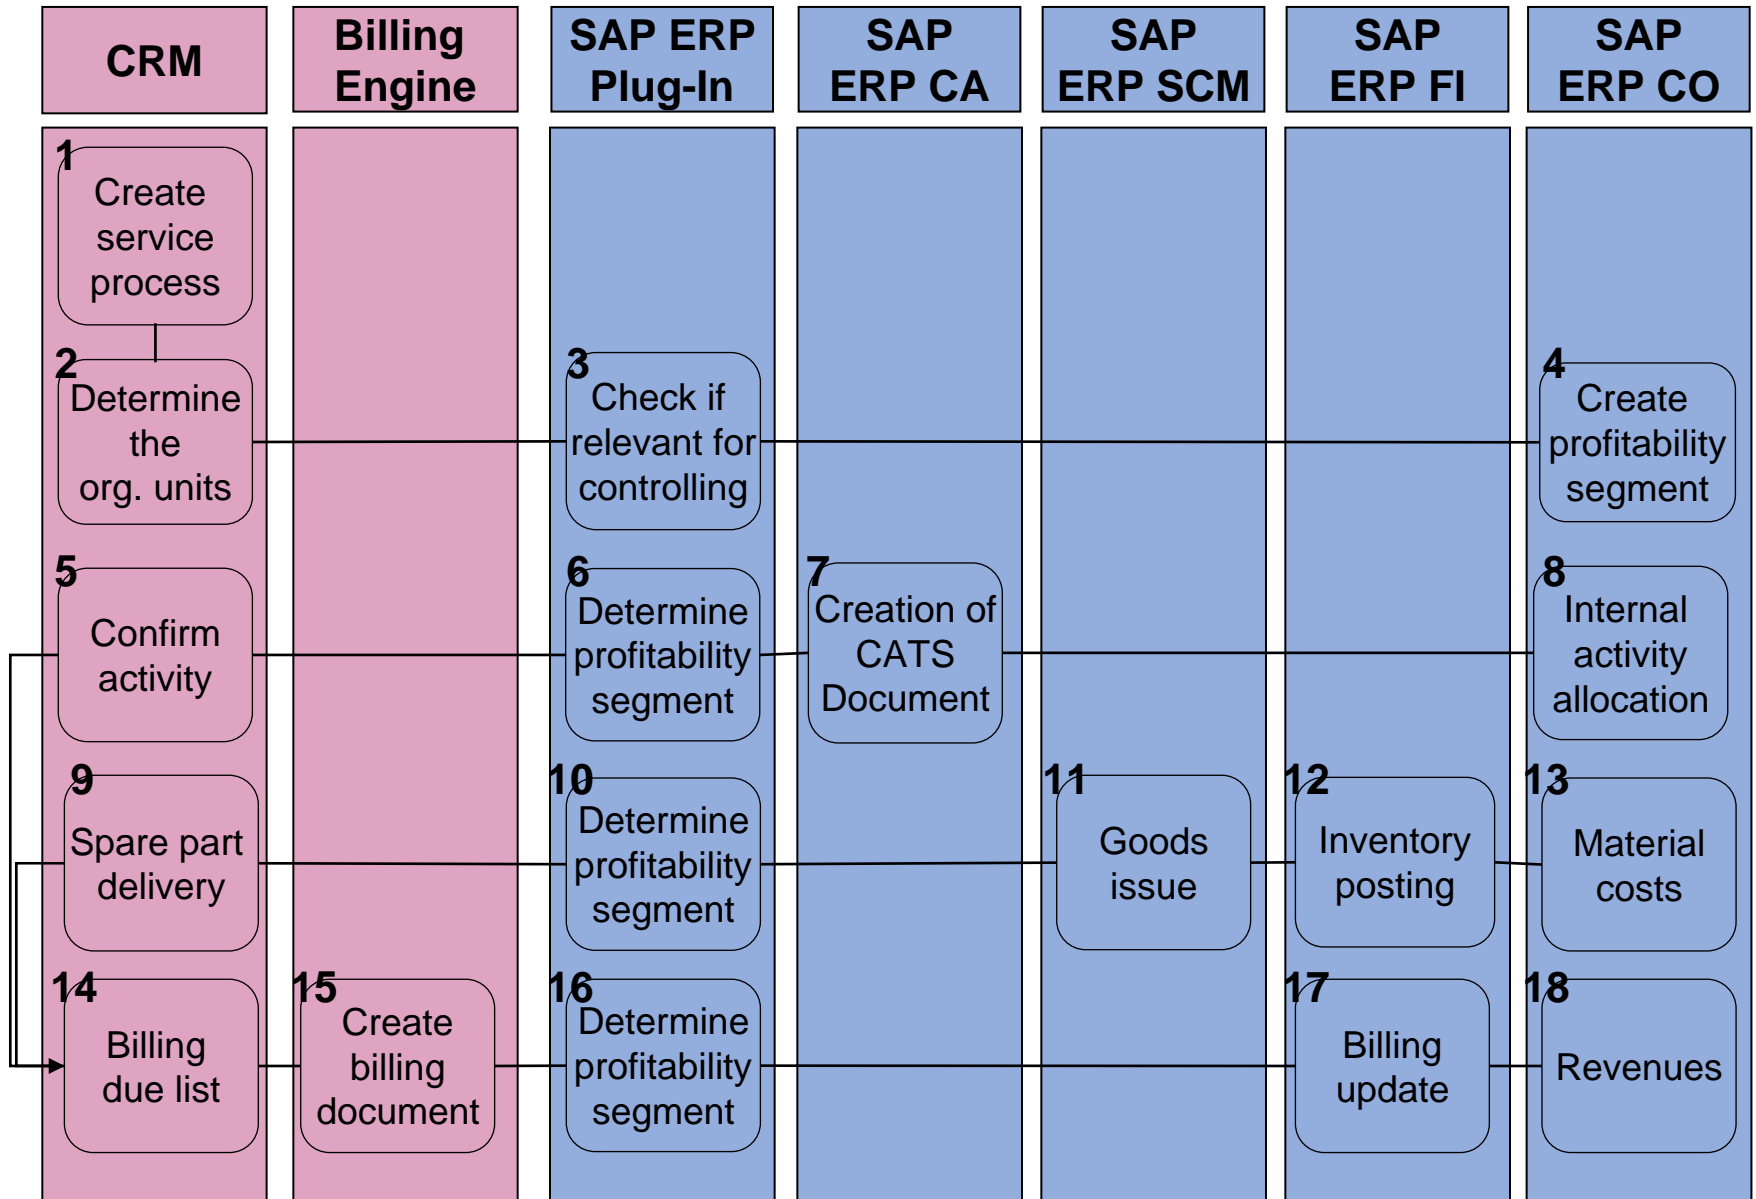 CRM
Billing
Engine
SAP ERP
Plug-In
SAP
ERP CA
SAP
ERP SCM
SAP
ERP FI
SAP
ERP CO
1
Create
service
process
2
Determine
the
org. units
3
Check if
relevant for
controlling
4
Create
profitability
segment
5
Confirm
activity
6
Determine
profitability
segment
7
Creation of
CATS
Document
8
Internal
activity
allocation
9
Spare part
delivery
10
Determine
profitability
segment
11
Goods
issue
12
Inventory
posting
13
Material
costs
14
Billing
due list
15
Create
billing
document
16
Determine
profitability
segment
17
Billing
update
18
Revenues